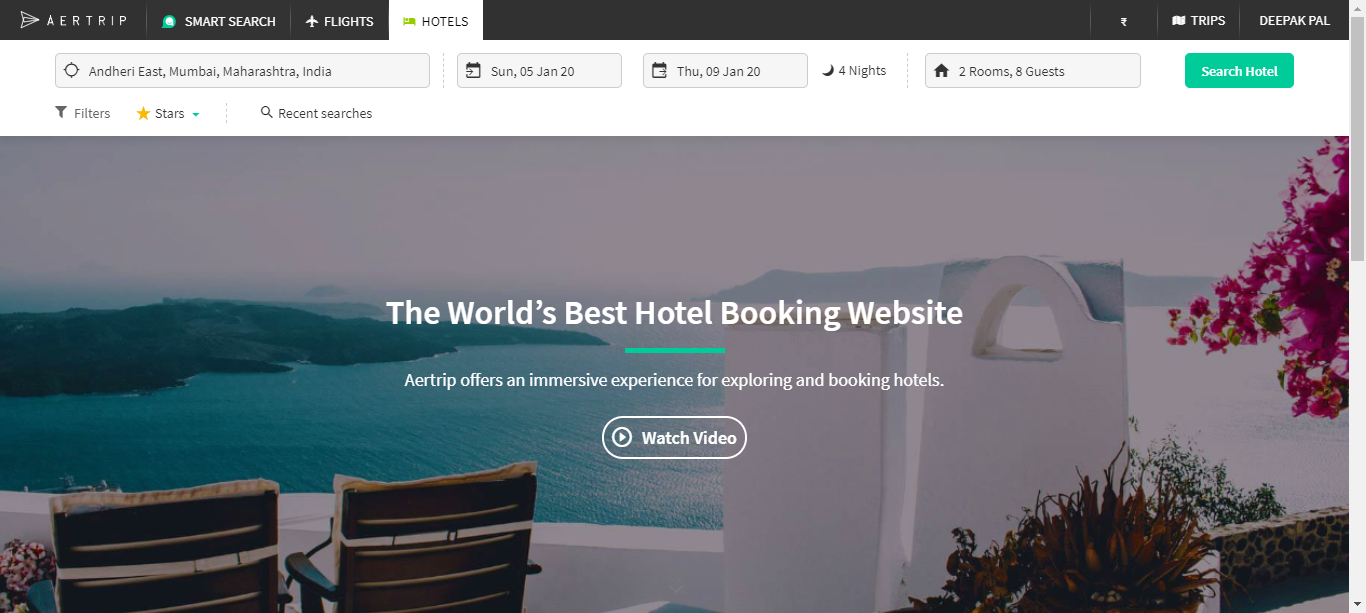 AERTRIP SMART SEARCH FLIGHTS HOTELS ₹ TRIPS DEEPAK PAL
Andheri East, Mumbai, Maharashtra, India Sun, 05 Jan 20 Thu, 09 Jan 20 4 Nights 2 Rooms, 8 Guests Search Hotel
Filters Stars Recent searches
The World’s Best Hotel Booking Website
Aertrip offers an immersive experience for exploring and booking hotels.
Watch Video